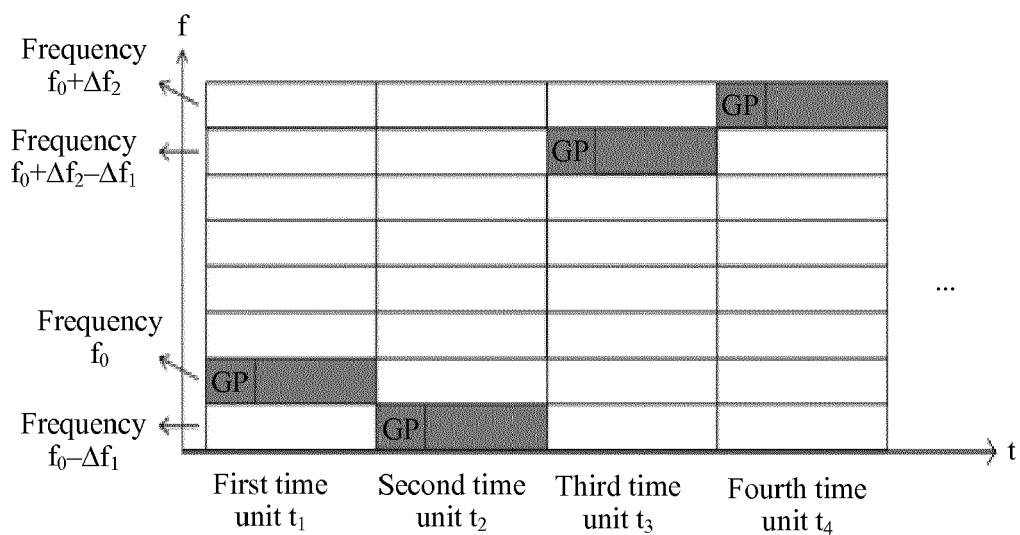 f
Frequency
f₀+Δf₂
GP
Frequency
f₀+Δf₂–Δf₁
GP
...
Frequency
f₀
GP
Frequency
f₀–Δf₁
GP
t
First time
unit t₁
Second time
unit t₂
Third time
unit t₃
Fourth time
unit t₄